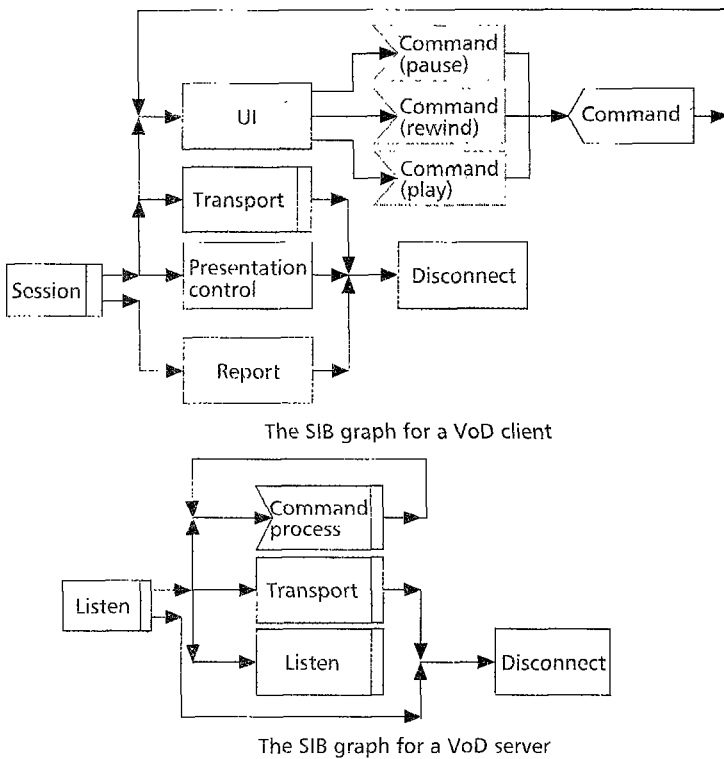 Command
(pause)
UI
Command
(rewind)
Command
Command
(play)
Transport
Session
Presentation
control
Disconnect
Report
The SIB graph for a VoD client
Command
process
Listen
Transport
Listen
Disconnect
The SIB graph for a VoD server